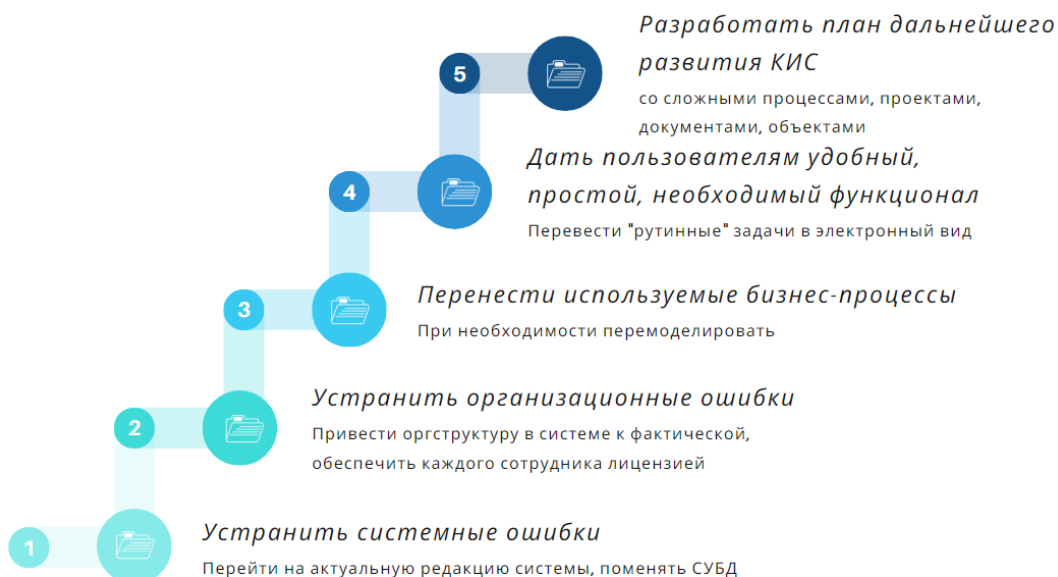 Разработать план дальнейшего
развития КИС
со сложными процессами, проектами,
документами, объектами
5
Дать пользователям удобный,
простой, необходимый функционал
Перевести "рутинные" задачи в электронный вид
4
Перенести используемые бизнес-процессы
При необходимости перемоделировать
3
Устранить организационные ошибки
Привести оргструктуру в системе к фактической,
обеспечить каждого сотрудника лицензией
2
Устранить системные ошибки
Перейти на актуальную редакцию системы, поменять СУБД
1